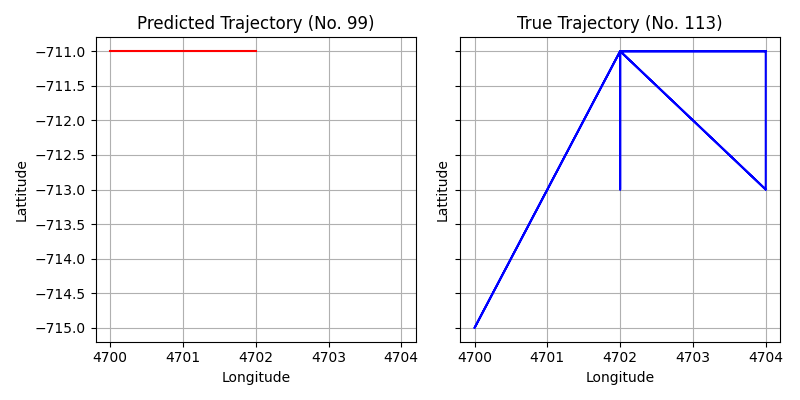 Predicted Trajectory (No. 99)
−711.0
−711.5
−712.0
−712.5
−713.0
−713.5
−714.0
−714.5
−715.0
Lattitude
4700 4701 4702 4703 4704
Longitude
True Trajectory (No. 113)
Lattitude
4700 4701 4702 4703 4704
Longitude